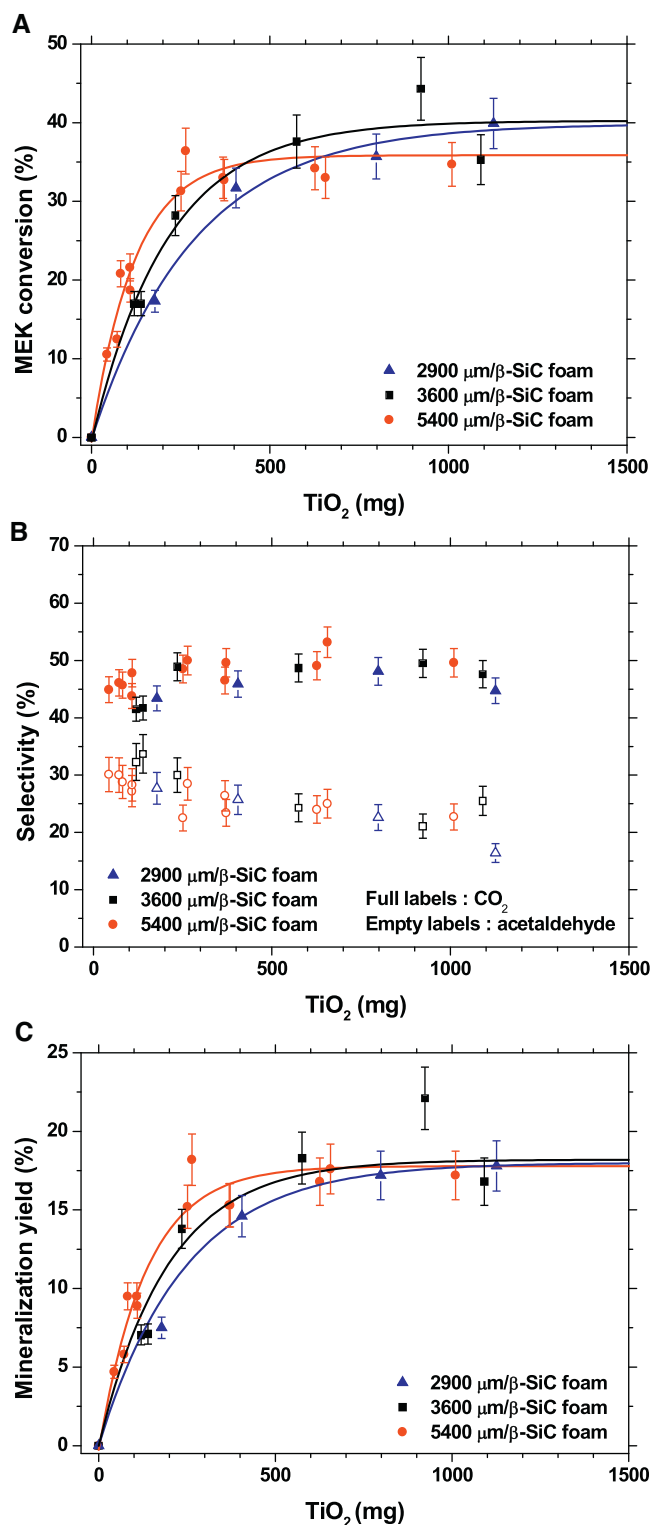 A
50
40
30
20
10
0
MEK conversion (%)
2900 μm/β-SiC foam
3600 μm/β-SiC foam
5400 μm/β-SiC foam
0 500 1000 1500
TiO2 (mg)
B
70
60
50
40
30
20
10
0
Selectivity (%)
2900 μm/β-SiC foam
3600 μm/β-SiC foam
5400 μm/β-SiC foam
Full labels : CO2
Empty labels : acetaldehyde
0 500 1000 1500
TiO2 (mg)
C
25
20
15
10
5
0
Mineralization yield (%)
2900 μm/β-SiC foam
3600 μm/β-SiC foam
5400 μm/β-SiC foam
0 500 1000 1500
TiO2 (mg)